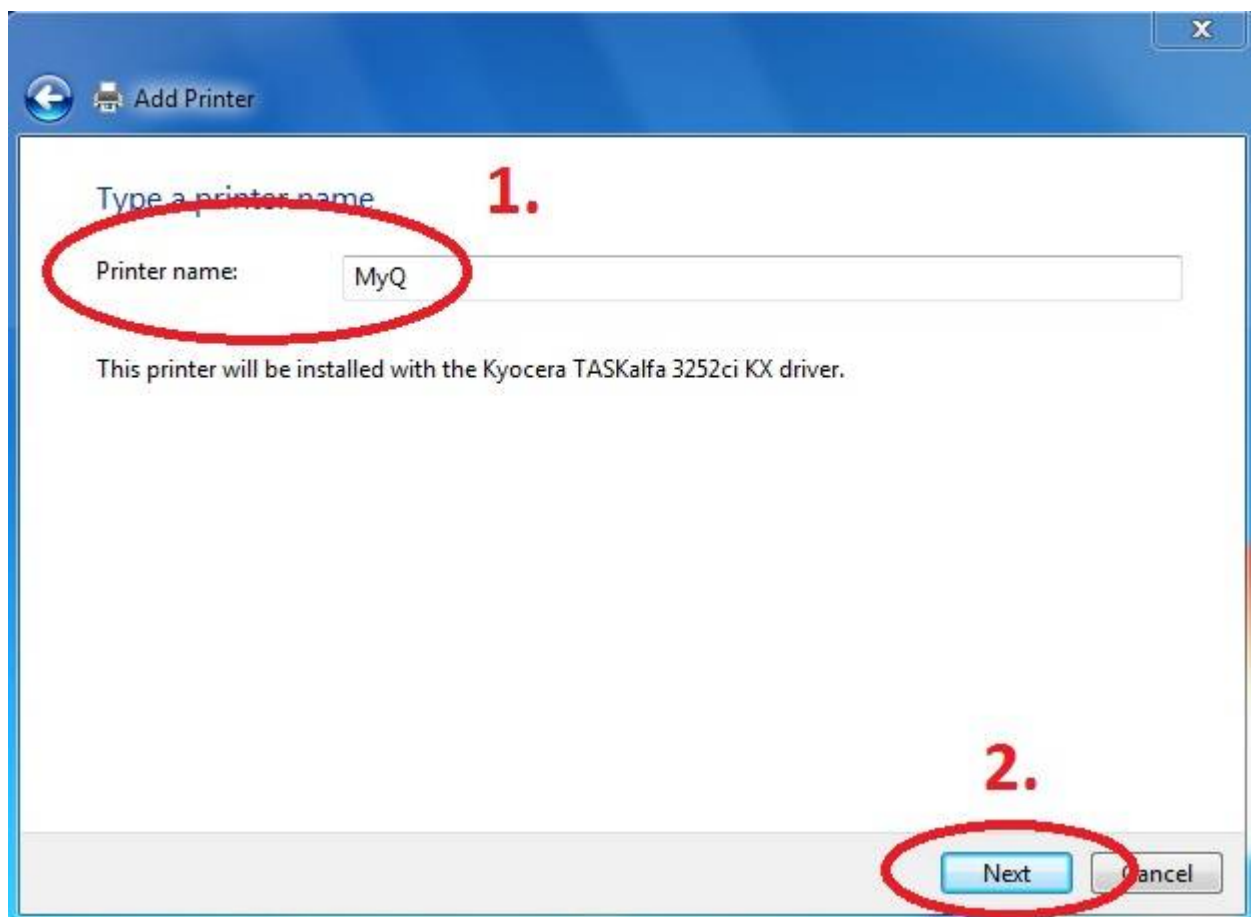 Add Printer
Type a printer name
1.
Printer name:
MyQ
This printer will be installed with the Kyocera TASKalfa 3252ci KX driver.
2.
Next
Cancel